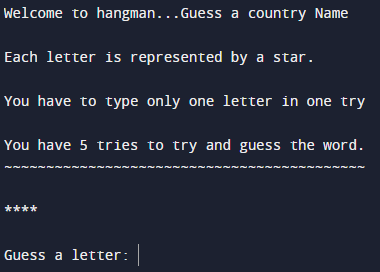 Welcome to hangman...Guess a country Name
Each letter is represented by a star.
You have to type only one letter in one try
You have 5 tries to try and guess the word.
~~~~~~~~~~~~~~~~~~~~~~~~~~~~~~~~~~~~~~~~~~~
****
Guess a letter: